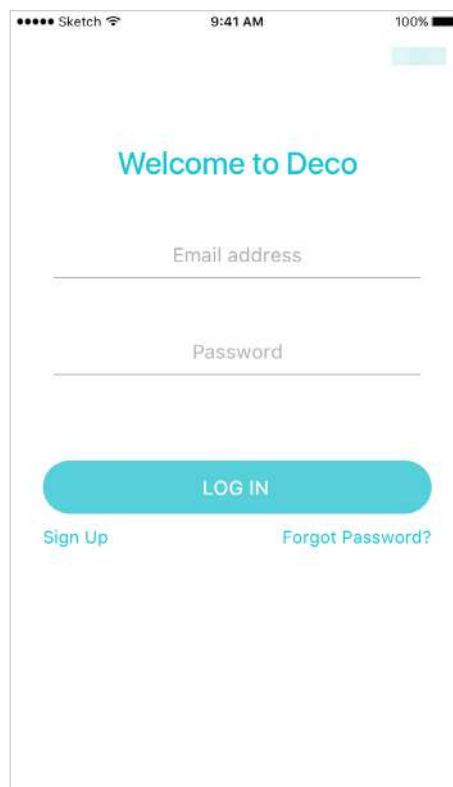 Sketch 9:41 AM 100%
Welcome to Deco
Email address
Password
LOG IN
Sign Up Forgot Password?